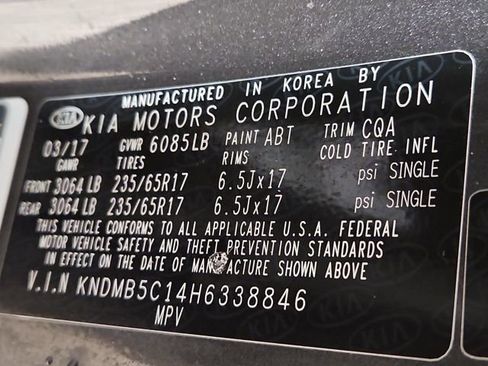 MANUFACTURED IN KOREA BY
KIA KIA MOTORS CORPORATION
03/17 GVWR 6085LB PAINT ABT TRIM CQA
GAWR TIRES RIMS COLD TIRE INFL
FRONT 3064 LB 235/65R17 6.5Jx17 psi SINGLE
REAR 3064 LB 235/65R17 6.5Jx17 psi SINGLE
THIS VEHICLE CONFORMS TO ALL APPLICABLE U.S.A. FEDERAL
MOTOR VEHICLE SAFETY AND THEFT PREVENTION STANDARDS
IN EFFECT ON THE DATE OF MANUFACTURE SHOWN ABOVE
V.I.N KNDMB5C14H6338846
MPV